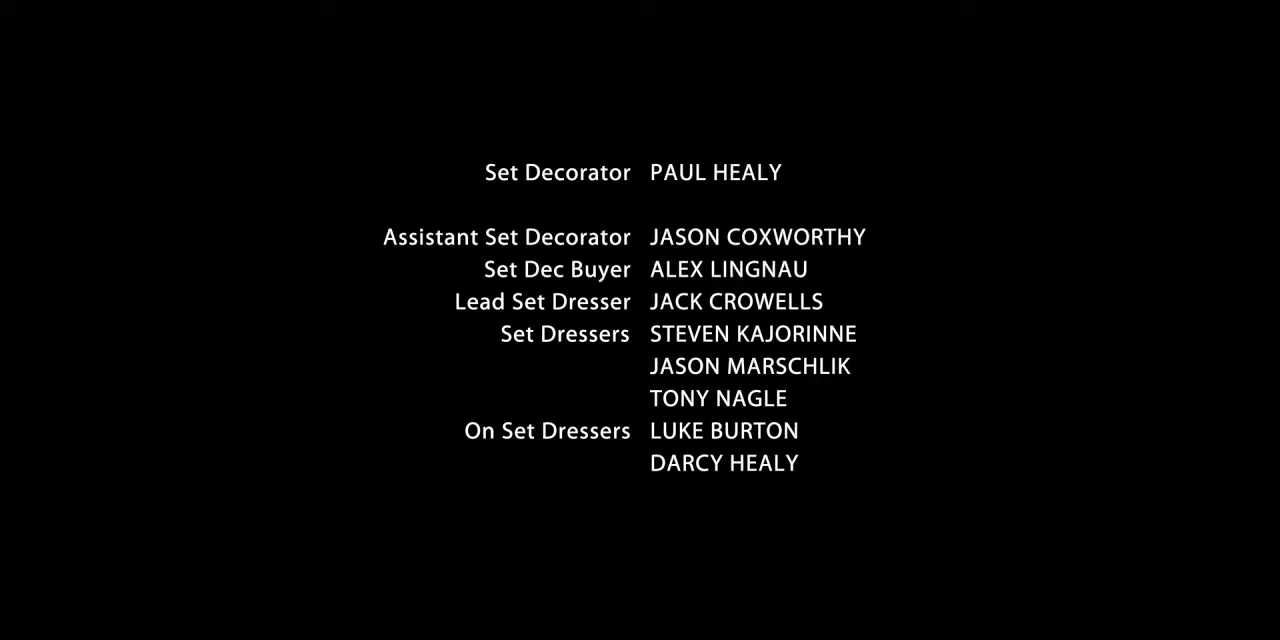 Set Decorator PAUL HEALY
Assistant Set Decorator JASON COXWORTHY
Set Dec Buyer ALEX LINGNAU
Lead Set Dresser JACK CROWELLS
Set Dressers STEVEN KAJORINNE
JASON MARSCHLIK
TONY NAGLE
On Set Dressers LUKE BURTON
DARCY HEALY